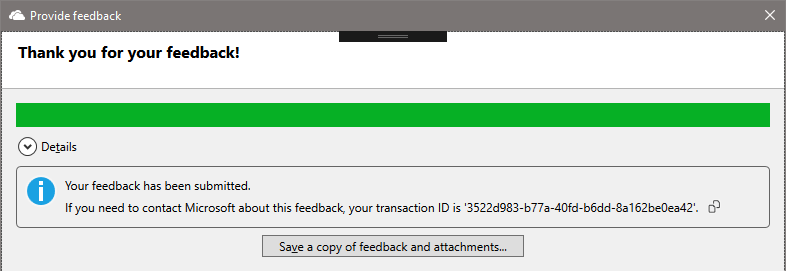 Provide feedback
Thank you for your feedback!
Details
Your feedback has been submitted.
If you need to contact Microsoft about this feedback, your transaction ID is '3522d983-b77a-40fd-b6dd-8a162be0ea42'.
Save a copy of feedback and attachments...